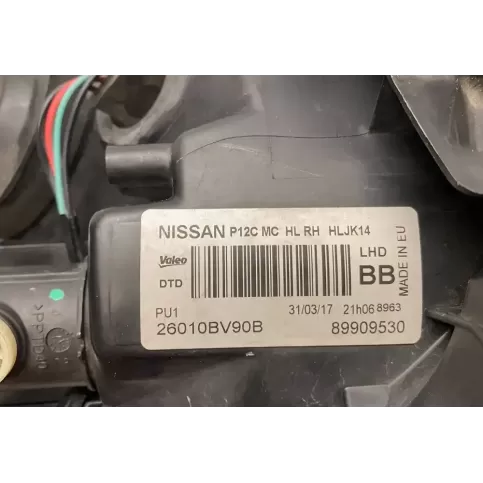 NISSAN P12C MC HL RH HLJK14
Valeo
LHD
DTD
BB
MADE IN EU
PU1
31/03/17 21h06 8963
26010BV90B
89909530